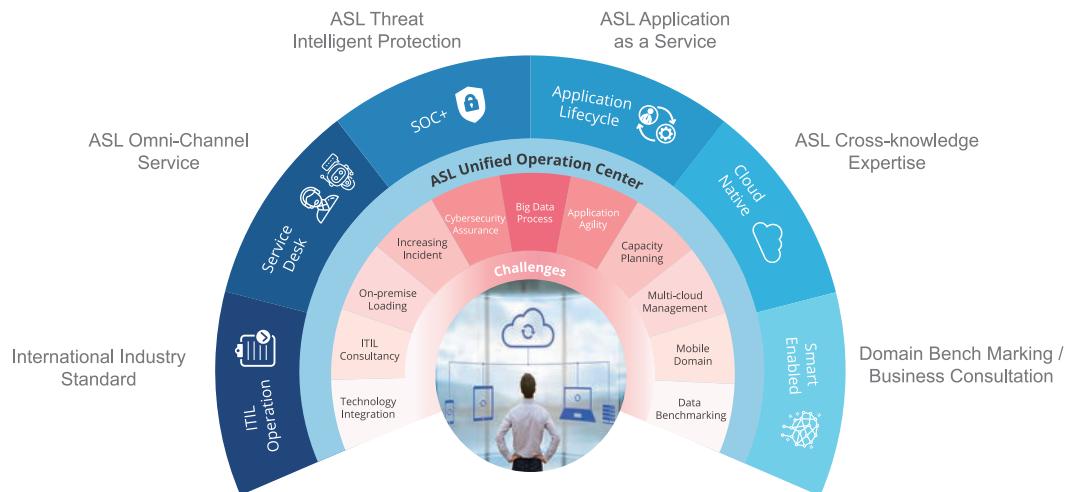 ASL Threat
Intelligent Protection
ASL Application
as a Service
ASL Omni-Channel
Service
ASL Cross-knowledge
Expertise
International Industry
Standard
Domain Bench Marking /
Business Consultation
ITIL
Operation
Service
Desk
SOC+
Application
Lifecycle
Cloud
Native
Smart
Enabled
ASL Unified Operation Center
Technology
Integration
ITIL
Consultancy
On-premise
Loading
Increasing
Incident
Cybersecurity
Assurance
Big Data
Process
Application
Agility
Capacity
Planning
Multi-cloud
Management
Mobile
Domain
Data
Benchmarking
Challenges